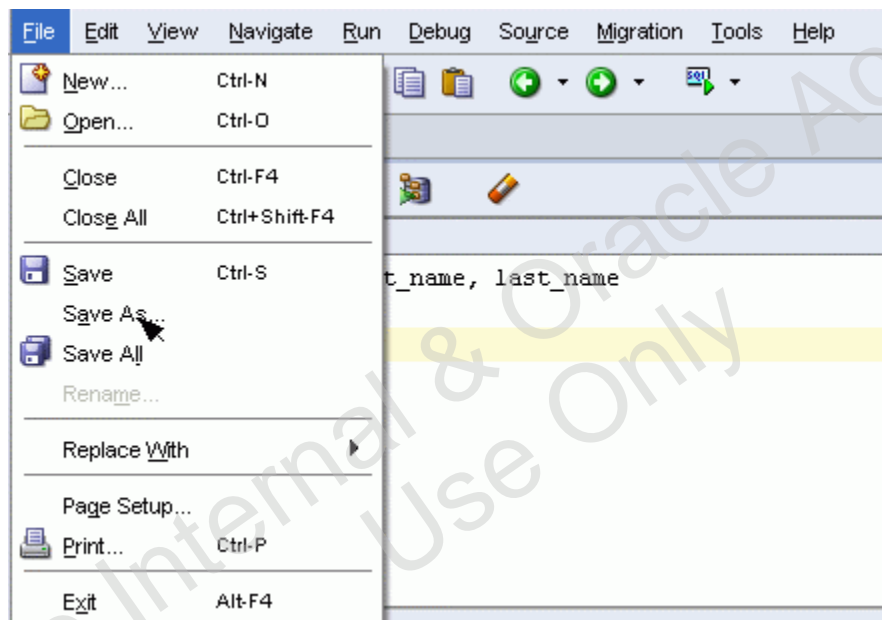 File Edit View Navigate Run Debug Source Migration Tools Help
New... Ctrl-N
Open... Ctrl-O
Close Ctrl-F4
Close All Ctrl+Shift-F4
Save Ctrl-S
t_name, last_name
Save As...
Save All
Rename...
Replace With
Page Setup...
Print... Ctrl-P
Exit Alt-F4
Internal & Oracle
Use Only